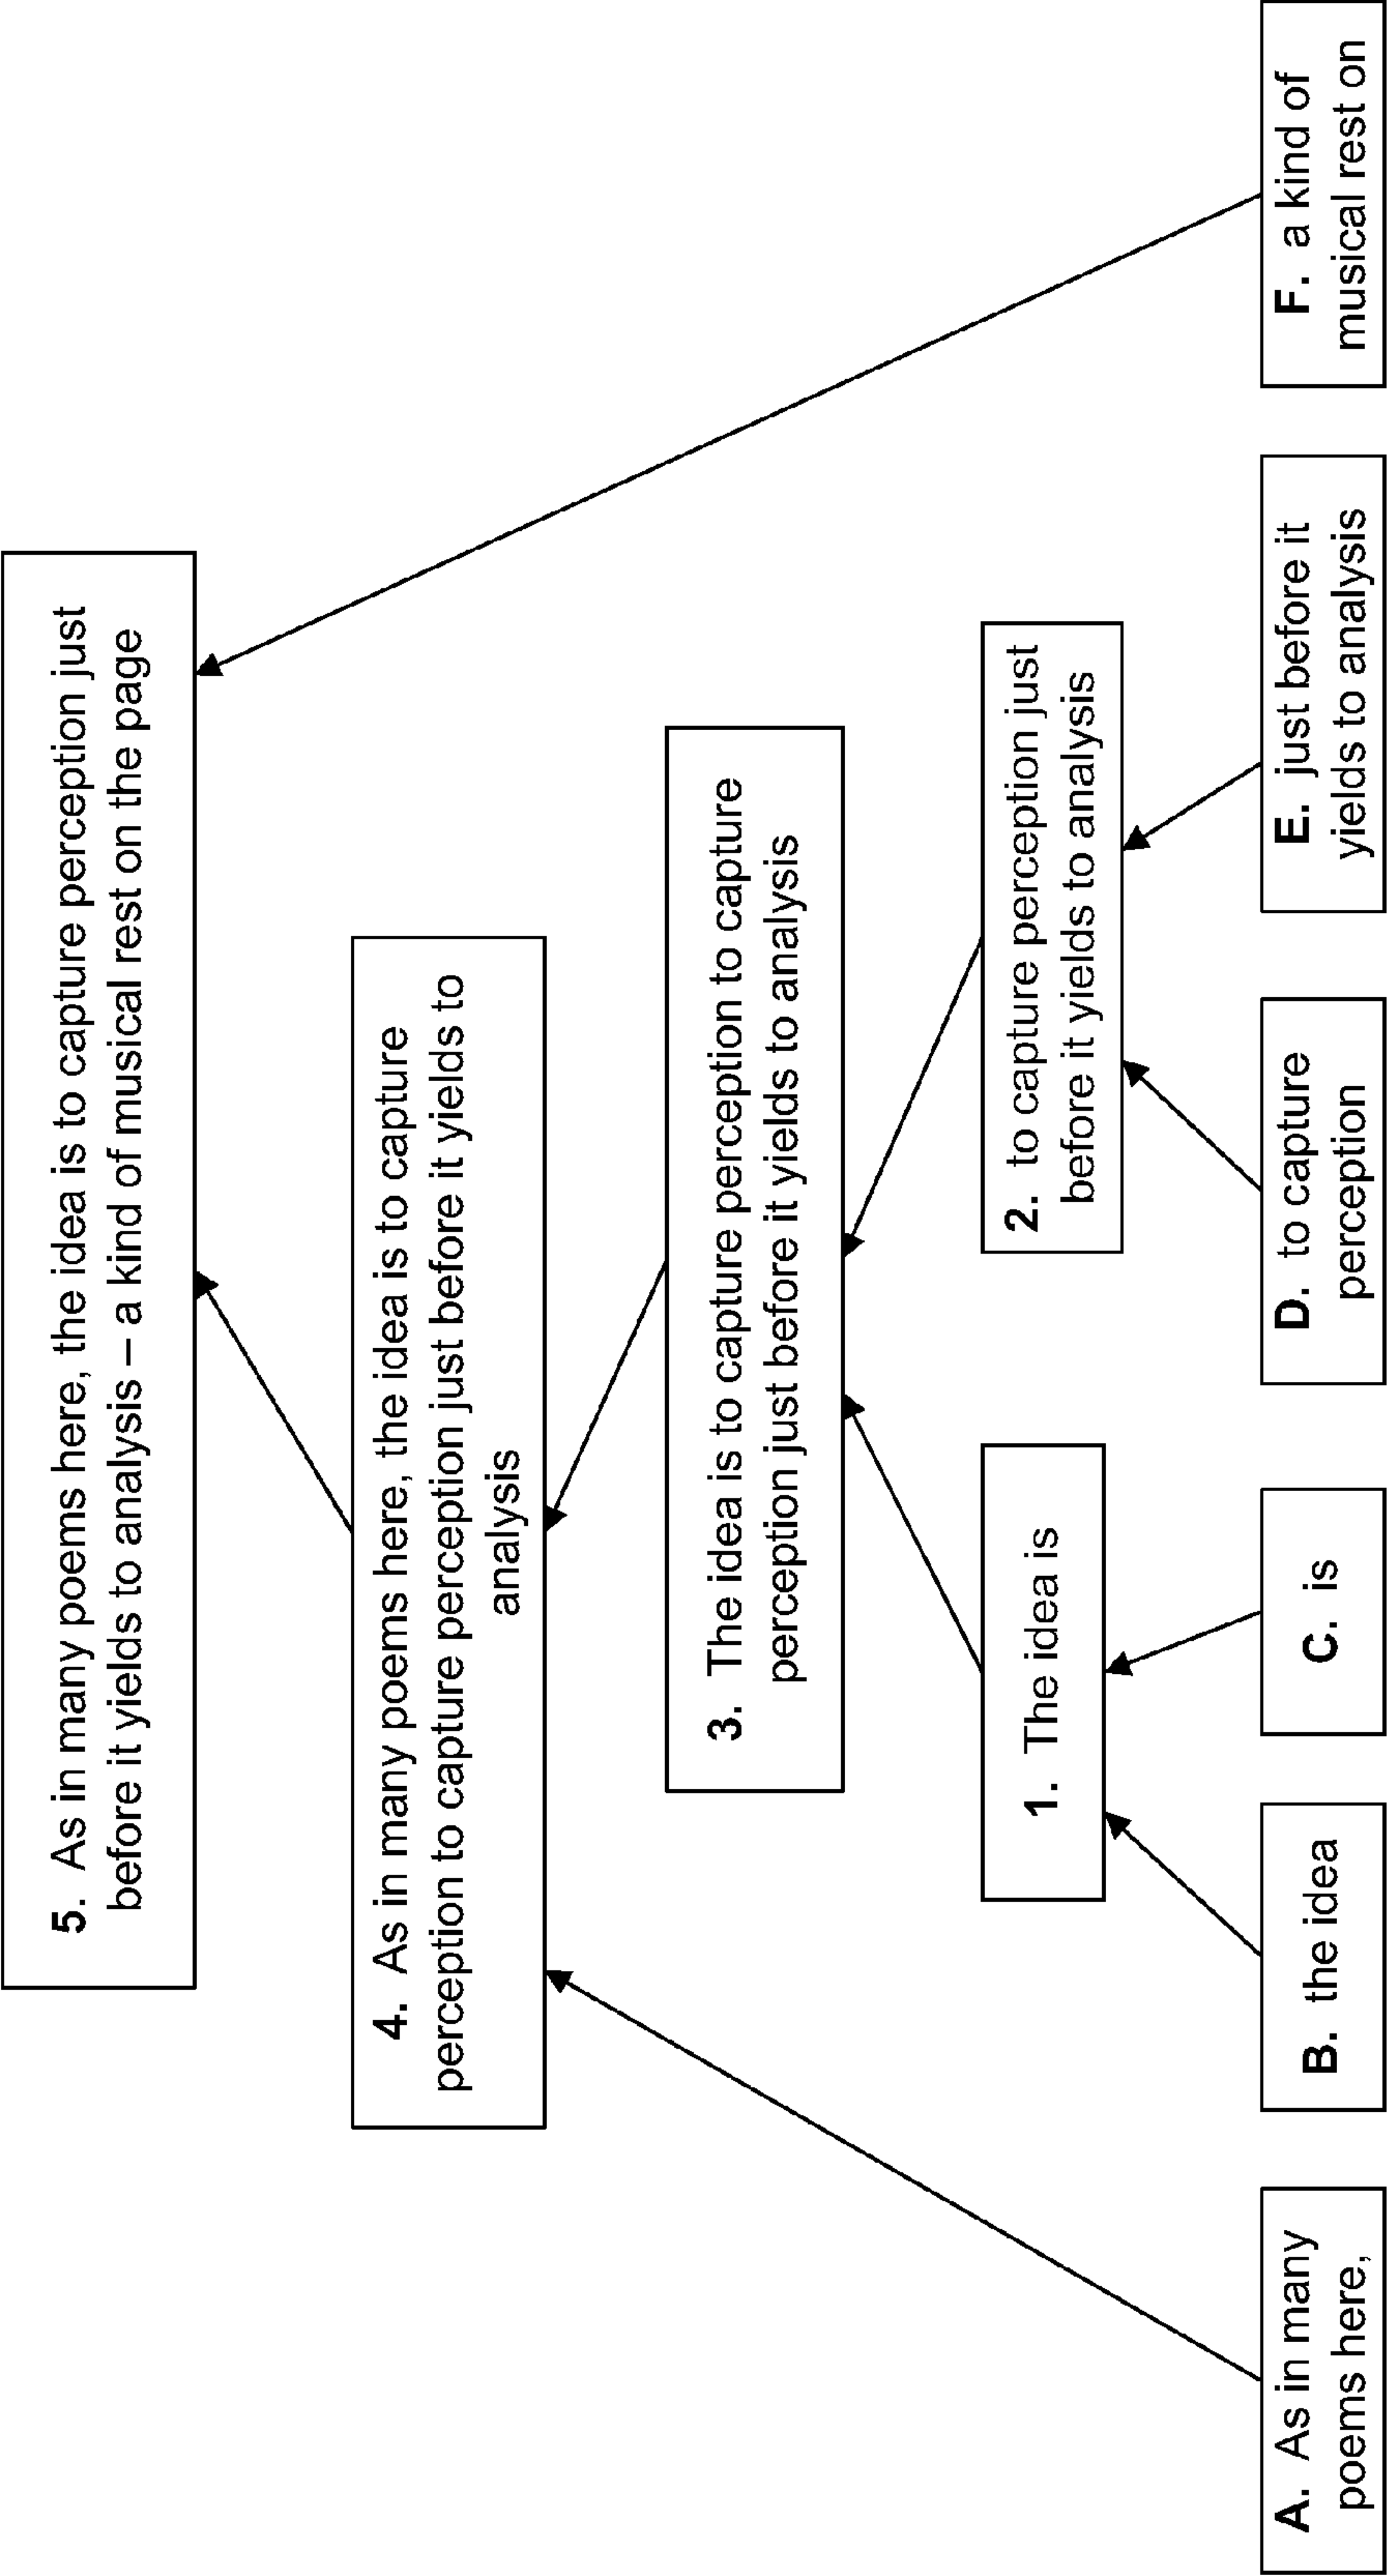 5. As in many poems here, the idea is to capture perception just
before it yields to analysis – a kind of musical rest on the page
4. As in many poems here, the idea is to capture
perception to capture perception just before it yields to
analysis
3. The idea is to capture perception to capture
perception just before it yields to analysis
1. The idea is
2. to capture perception just
before it yields to analysis
A. As in many
poems here,
B. the idea
C. is
D. to capture
perception
E. just before it
yields to analysis
F. a kind of
musical rest on